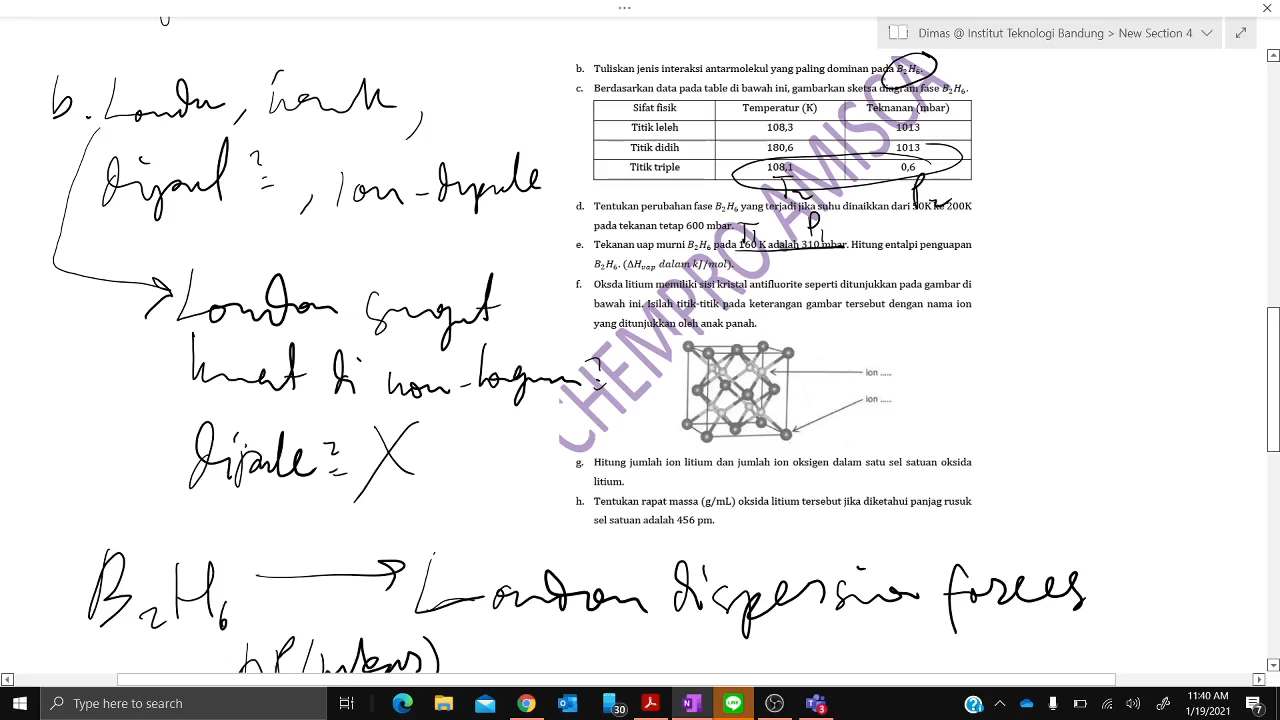 Dimas @ Institut Teknologi Bandung > New Section 4
b. Tuliskan jenis interaksi antarmolekul yang paling dominan pada B₂H₆.
c. Berdasarkan data pada table di bawah ini, gambarkan sketsa diagram fase B₂H₆.
Sifat fisik Temperatur (K) Teknanan (mbar)
Titik leleh 108,3 1013
Titik didih 180,6 1013
Titik triple 108,1 0,6
T₂ P₂
d. Tentukan perubahan fase B₂H₆ yang terjadi jika suhu dinaikkan dari 50K ke 200K
pada tekanan tetap 600 mbar.
T₁ P₁
e. Tekanan uap murni B₂H₆ pada 160 K adalah 310 mbar. Hitung entalpi penguapan
B₂H₆. (ΔHvap dalam kJ/mol).
f. Oksda litium memiliki sisi kristal antifluorite seperti ditunjukkan pada gambar di
bawah ini. Isilah titik-titik pada keterangan gambar tersebut dengan nama ion
yang ditunjukkan oleh anak panah.
ion .....
ion .....
g. Hitung jumlah ion litium dan jumlah ion oksigen dalam satu sel satuan oksida
litium.
h. Tentukan rapat massa (g/mL) oksida litium tersebut jika diketahui panjag rusuk
sel satuan adalah 456 pm.
CHEMPRO AMISCA
b. London,
, ion-dipole
London sangat
kuat di non-logam
dipole = X
B₂H₆ → London dispersion forces
Type here to search
30
3
11:40 AM
1/19/2021
7